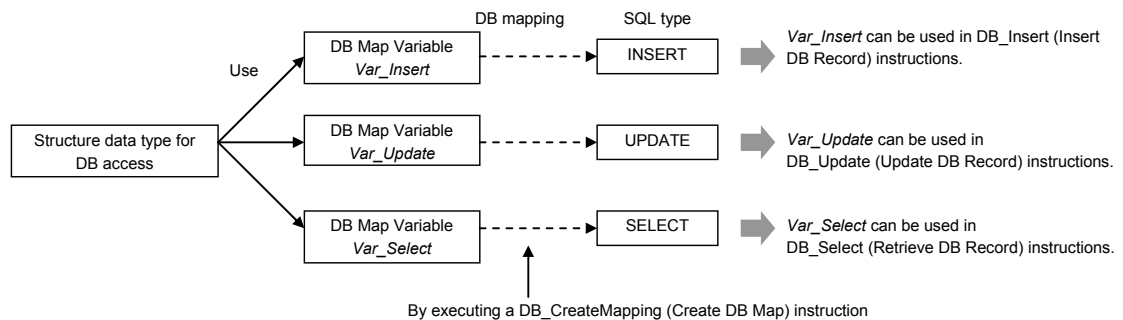 DB mapping
SQL type
Use
Structure data type for
DB access
DB Map Variable
Var_Insert
INSERT
Var_Insert can be used in DB_Insert (Insert
DB Record) instructions.
DB Map Variable
Var_Update
UPDATE
Var_Update can be used in
DB_Update (Update DB Record) instructions.
DB Map Variable
Var_Select
SELECT
Var_Select can be used in
DB_Select (Retrieve DB Record) instructions.
By executing a DB_CreateMapping (Create DB Map) instruction